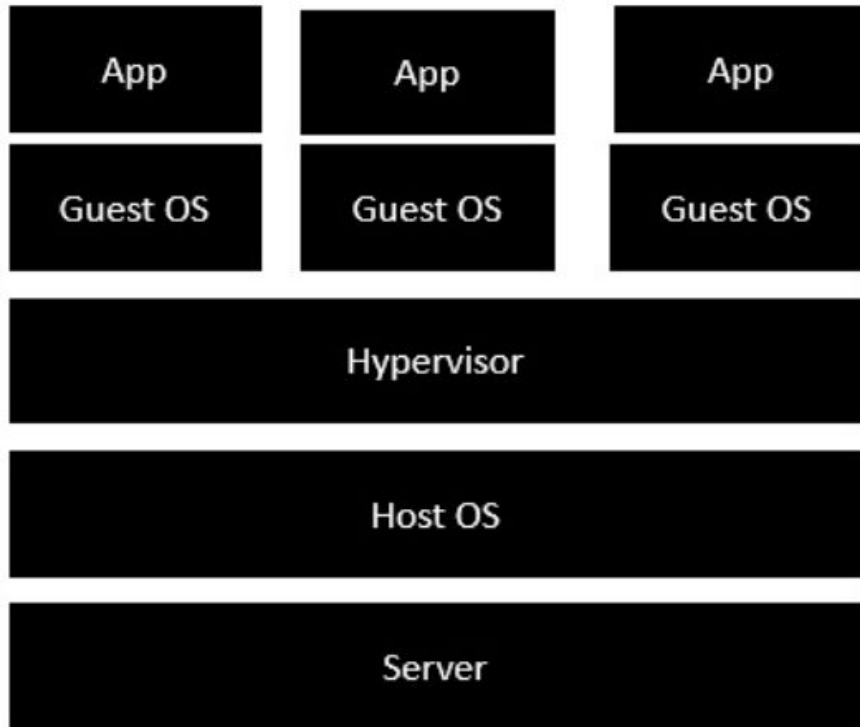 App App App
Guest OS Guest OS Guest OS
Hypervisor
Host OS
Server